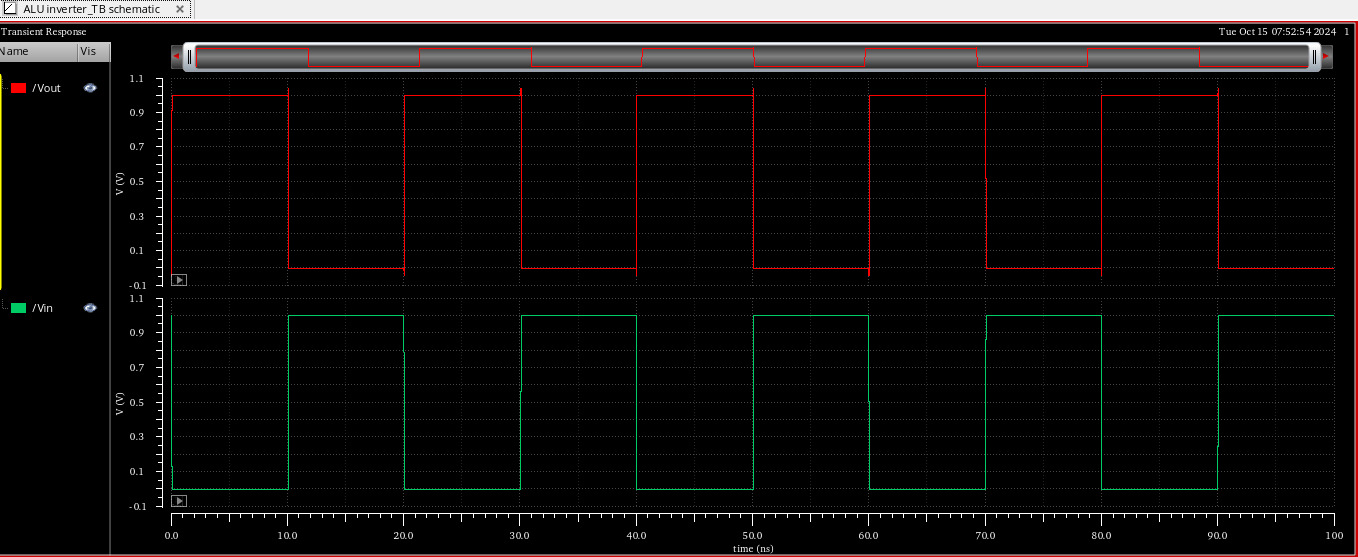 ALU inverter_TB schematic
Transient Response
Tue Oct 15 07:52:54 2024 1
Name Vis
/Vout
1.1
0.9
0.7
0.5
0.3
0.1
-0.1
V (V)
/Vin
1.1
0.9
0.7
0.5
0.3
0.1
-0.1
V (V)
0.0 10.0 20.0 30.0 40.0 50.0 60.0 70.0 80.0 90.0 100
time (ns)